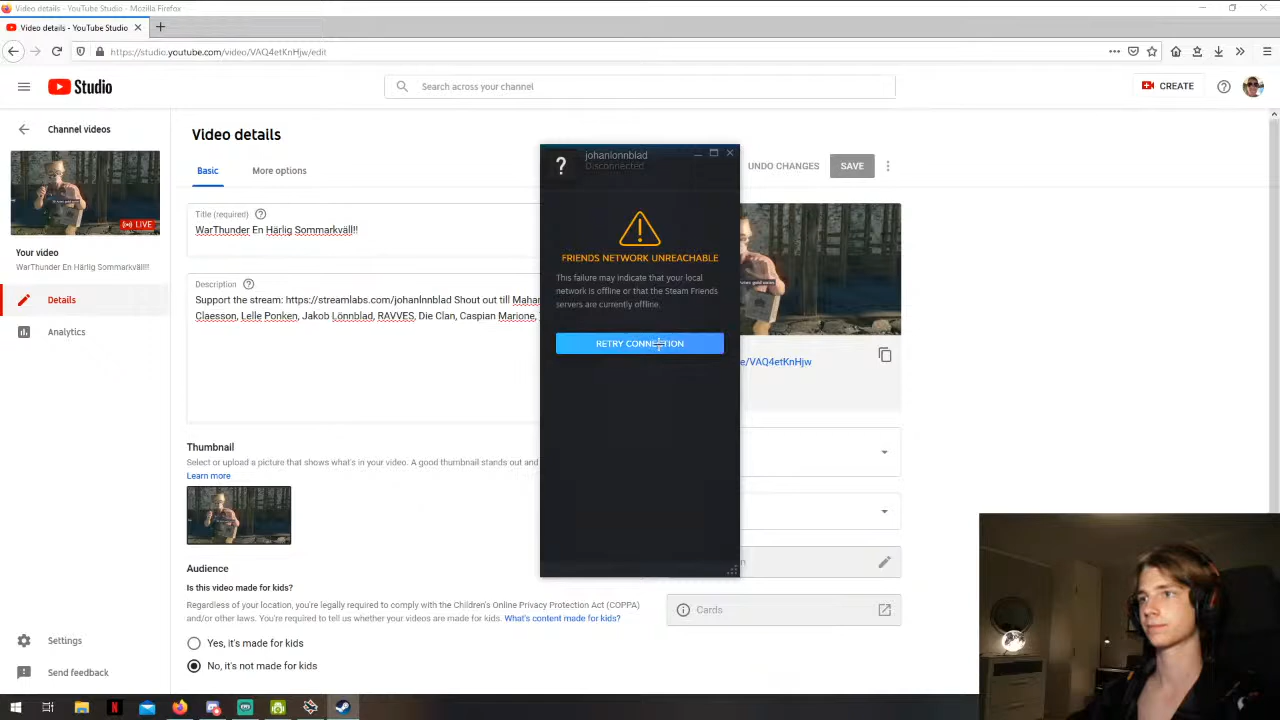 Video details - YouTube Studio - Mozilla Firefox
Video details - YouTube Studio
https://studio.youtube.com/video/VAQ4etKnHjw/edit
Studio
Search across your channel
CREATE
Channel videos
LIVE
Your video
WarThunder En Härlig Sommarkväll!!
Details
Analytics
Settings
Send feedback
Video details
UNDO CHANGES
SAVE
Basic
More options
Title (required)
WarThunder En Härlig Sommarkväll!!
Description
Support the stream: https://streamlabs.com/johanlnnblad Shout out till Mahar
Claesson, Lelle Ponken, Jakob Lönnblad, RAVVES, Die Clan, Caspian Marione,
Thumbnail
Select or upload a picture that shows what's in your video. A good thumbnail stands out and
Learn more
Audience
Is this video made for kids?
Regardless of your location, you're legally required to comply with the Children's Online Privacy Protection Act (COPPA)
and/or other laws. You're required to tell us whether your videos are made for kids. What's content made for kids?
Yes, it's made for kids
No, it's not made for kids
johanlonnblad
Disconnected
FRIENDS NETWORK UNREACHABLE
This failure may indicate that your local
network is offline or that the Steam Friends
servers are currently offline.
RETRY CONNECTION
e/VAQ4etKnHjw
Cards